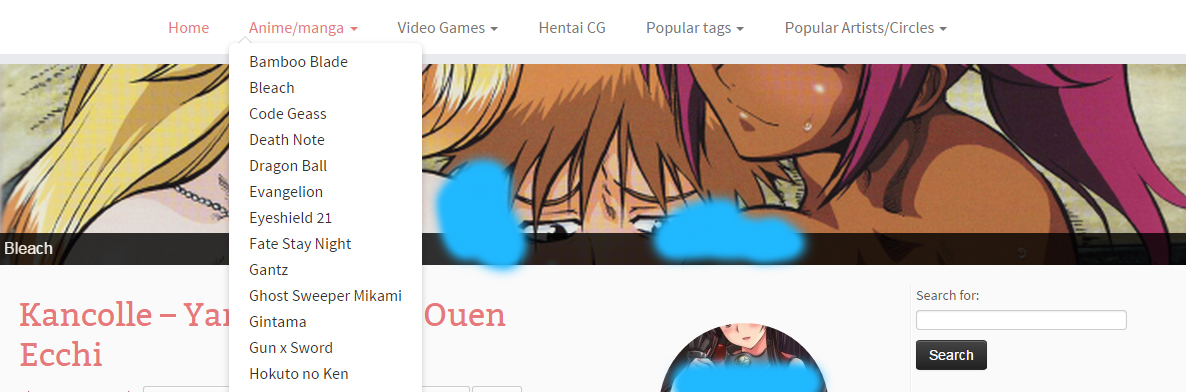 Home Anime/manga Video Games Hentai CG Popular tags Popular Artists/Circles
Bamboo Blade
Bleach
Code Geass
Death Note
Dragon Ball
Evangelion
Eyeshield 21
Fate Stay Night
Gantz
Ghost Sweeper Mikami
Gintama
Gun x Sword
Hokuto no Ken
Bleach
Kancolle – Ouen
Ecchi
Search for:
Search